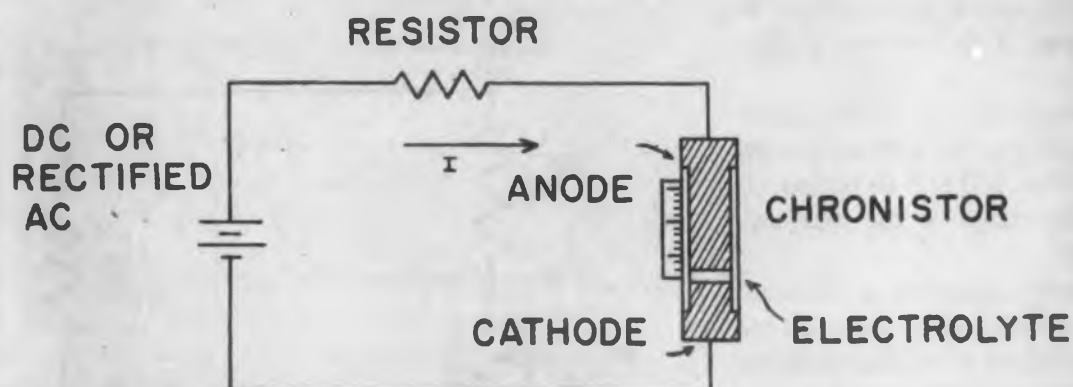 RESISTOR
DC OR
RECTIFIED
AC
I
ANODE
CHRONISTOR
CATHODE
ELECTROLYTE